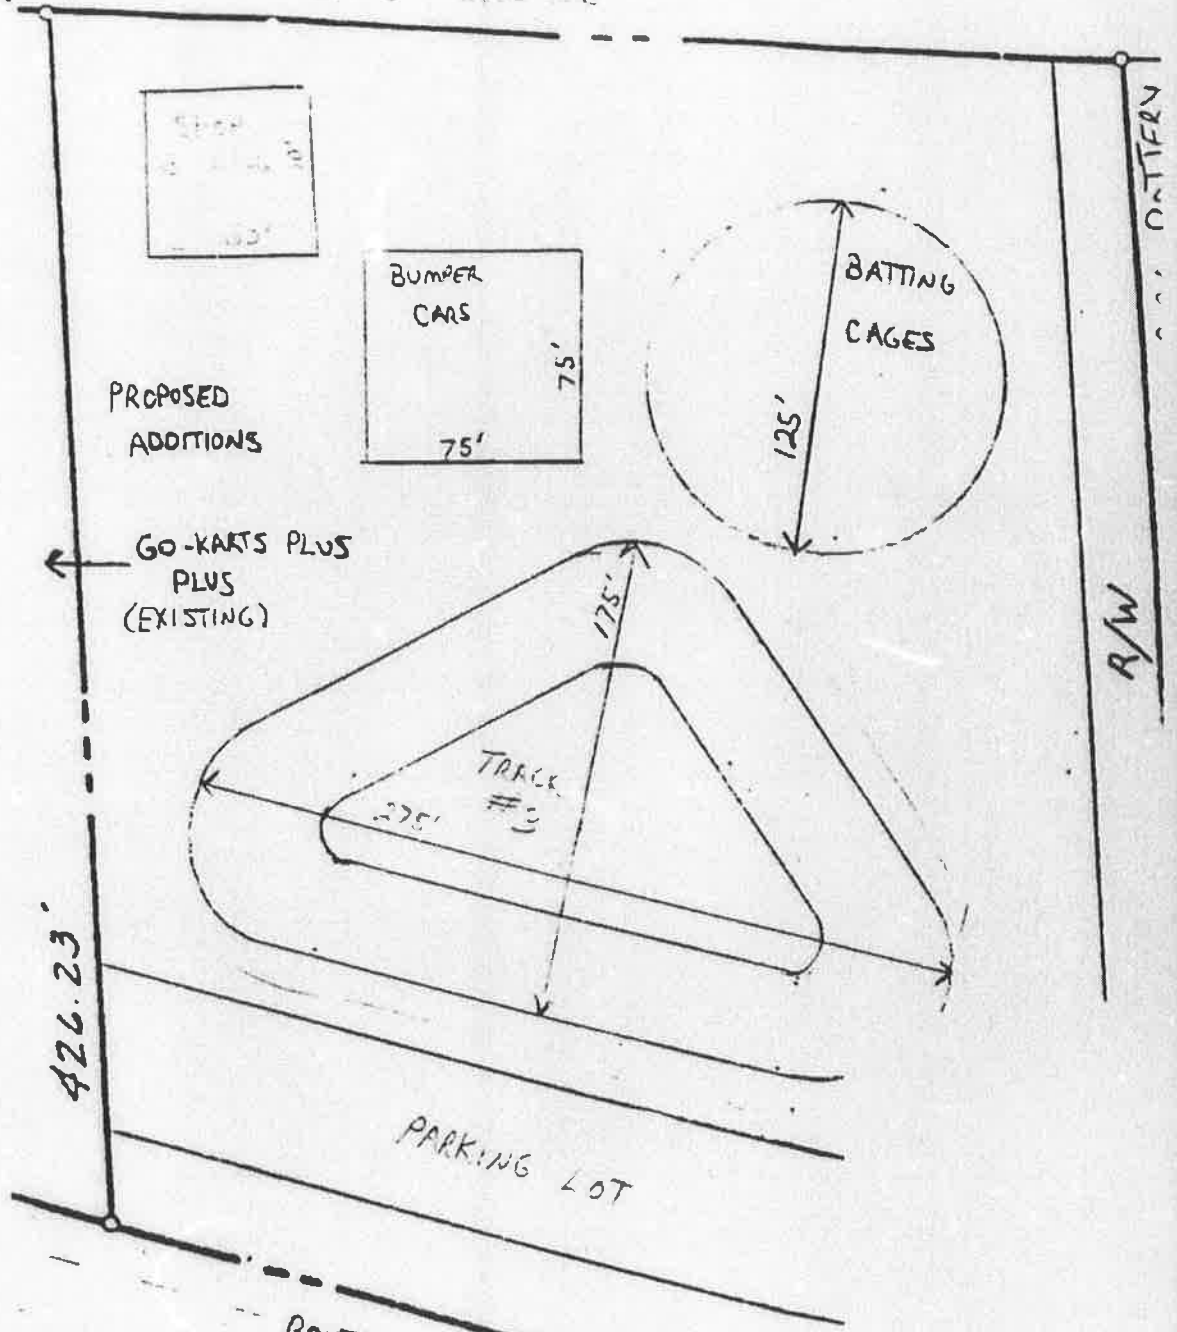 BUMPER
CARS
75'
75'
BATTING
CAGES
125'
PROPOSED
ADDITIONS
GO-KARTS PLUS
PLUS
(EXISTING)
175'
R/W
TRACK
#3
275'
426.23'
PARKING LOT